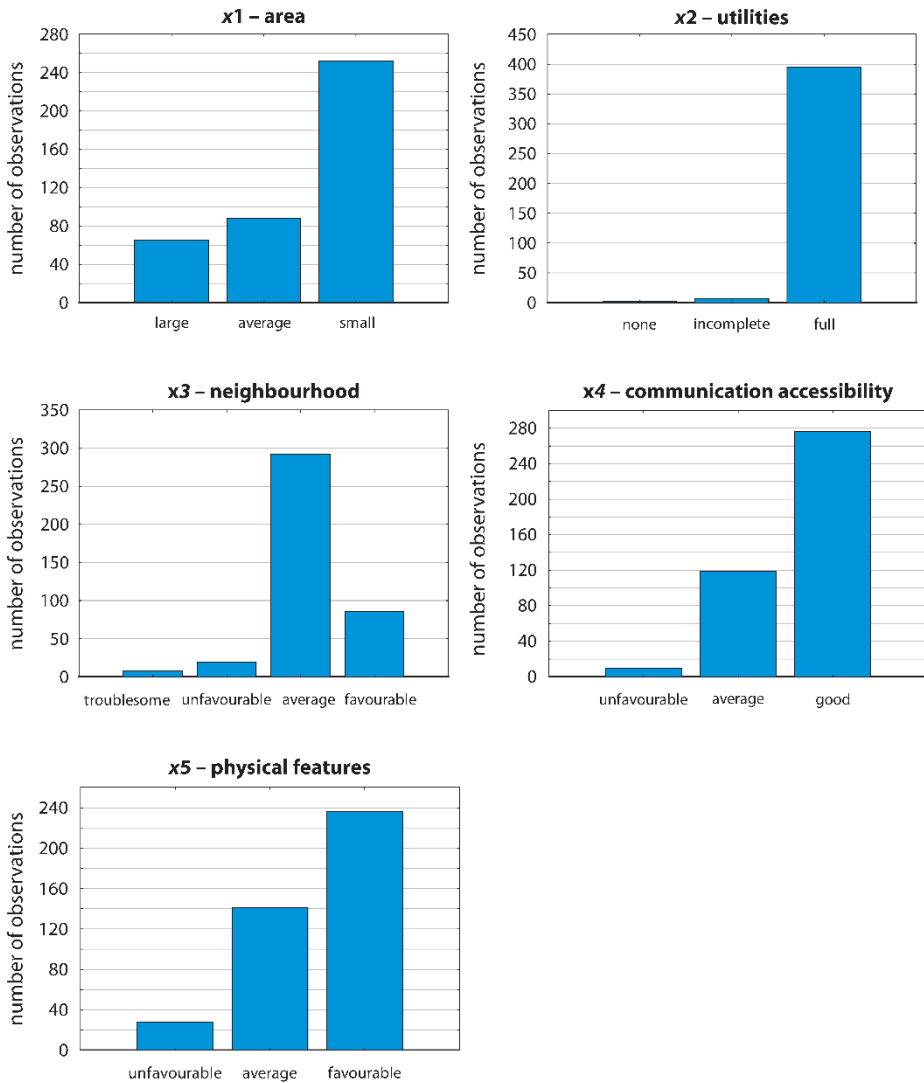 x1 – area
number of observations
280
240
200
160
120
80
40
0
large average small
x2 – utilities
number of observations
450
400
350
300
250
200
150
100
50
0
none incomplete full
x3 – neighbourhood
number of observations
350
300
250
200
150
100
50
0
troublesome unfavourable average favourable
x4 – communication accessibility
number of observations
280
240
200
160
120
80
40
0
unfavourable average good
x5 – physical features
number of observations
240
200
160
120
80
40
0
unfavourable average favourable